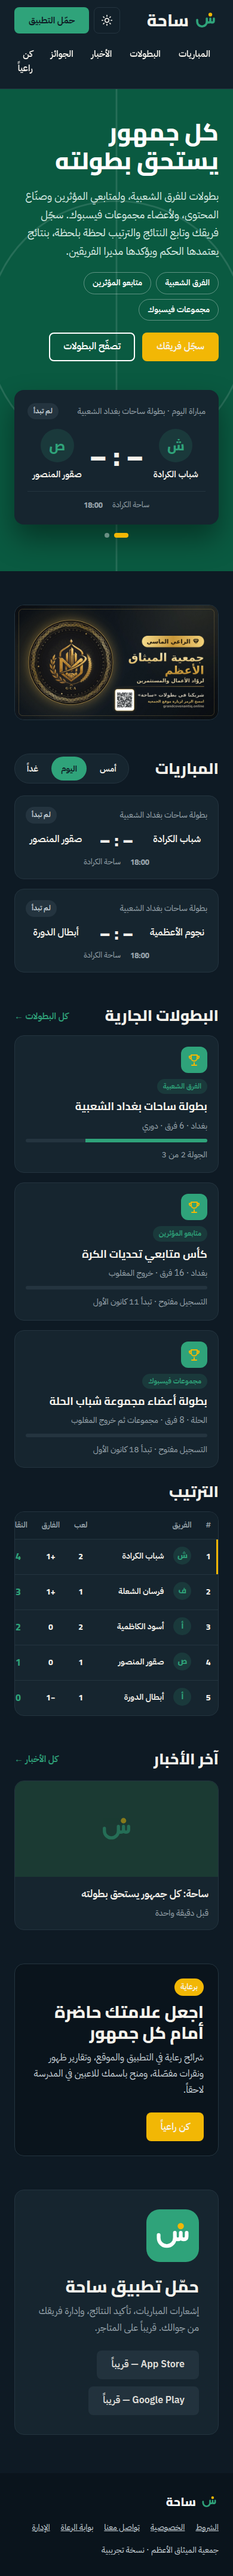 ساحة
حمّل التطبيق
المباريات
البطولات
الأخبار
الجوائز
كن راعياً
كل جمهور
يستحق بطولته
بطولات للفرق الشعبية، ولمتابعي المؤثرين وصنّاع
المحتوى، ولأعضاء مجموعات فيسبوك. سجّل
فريقك وتابع النتائج والترتيب لحظة بلحظة، بنتائج
يعتمدها الحكم ويؤكدها مديرا الفريقين.
الفرق الشعبية
متابعو المؤثرين
مجموعات فيسبوك
سجّل فريقك
تصفّح البطولات
مباراة اليوم · بطولة ساحات بغداد الشعبية
لم تبدأ
ش
– : –
ص
شباب الكرادة
صقور المنصور
ساحة الكرادة
18:00
الراعي الماسي
جمعية الميثاق
الأعظم
لروّاد الأعمال والمستثمرين
شريكنا في بطولات «ساحة»
المباريات
أمس
اليوم
غداً
بطولة ساحات بغداد الشعبية
لم تبدأ
شباب الكرادة
– : –
صقور المنصور
18:00
ساحة الكرادة
بطولة ساحات بغداد الشعبية
لم تبدأ
نجوم الأعظمية
– : –
أبطال الدورة
18:00
ساحة الكرادة
البطولات الجارية
كل البطولات ←
الفرق الشعبية
بطولة ساحات بغداد الشعبية
بغداد · 6 فرق · دوري
الجولة 2 من 3
متابعو المؤثرين
كأس متابعي تحديات الكرة
بغداد · 16 فرق · خروج المغلوب
التسجيل مفتوح · تبدأ 11 كانون الأول
مجموعات فيسبوك
بطولة أعضاء مجموعة شباب الحلة
الحلة · 8 فرق · مجموعات ثم خروج المغلوب
التسجيل مفتوح · تبدأ 18 كانون الأول
الترتيب
# الفريق لعب الفارق النقا
1 ش شباب الكرادة 2 +1 4
2 ف فرسان الشعلة 1 +1 3
3 أ أسود الكاظمية 2 0 2
4 ص صقور المنصور 1 0 1
5 أ أبطال الدورة 1 −1 0
آخر الأخبار
كل الأخبار ←
ساحة: كل جمهور يستحق بطولته
قبل دقيقة واحدة
برعاية
اجعل علامتك حاضرة
أمام كل جمهور
شرائح رعاية في التطبيق والموقع، وتقارير ظهور
ونقرات مفصّلة، ومنح باسمك للاعبين في المدرسة
لاحقاً.
كن راعياً
حمّل تطبيق ساحة
إشعارات المباريات، تأكيد النتائج، وإدارة فريقك
من جوالك. قريباً على المتاجر.
App Store — قريباً
Google Play — قريباً
ساحة
الشروط
الخصوصية
تواصل معنا
بوابة الرعاة
الإدارة
جمعية الميثاق الأعظم · نسخة تجريبية